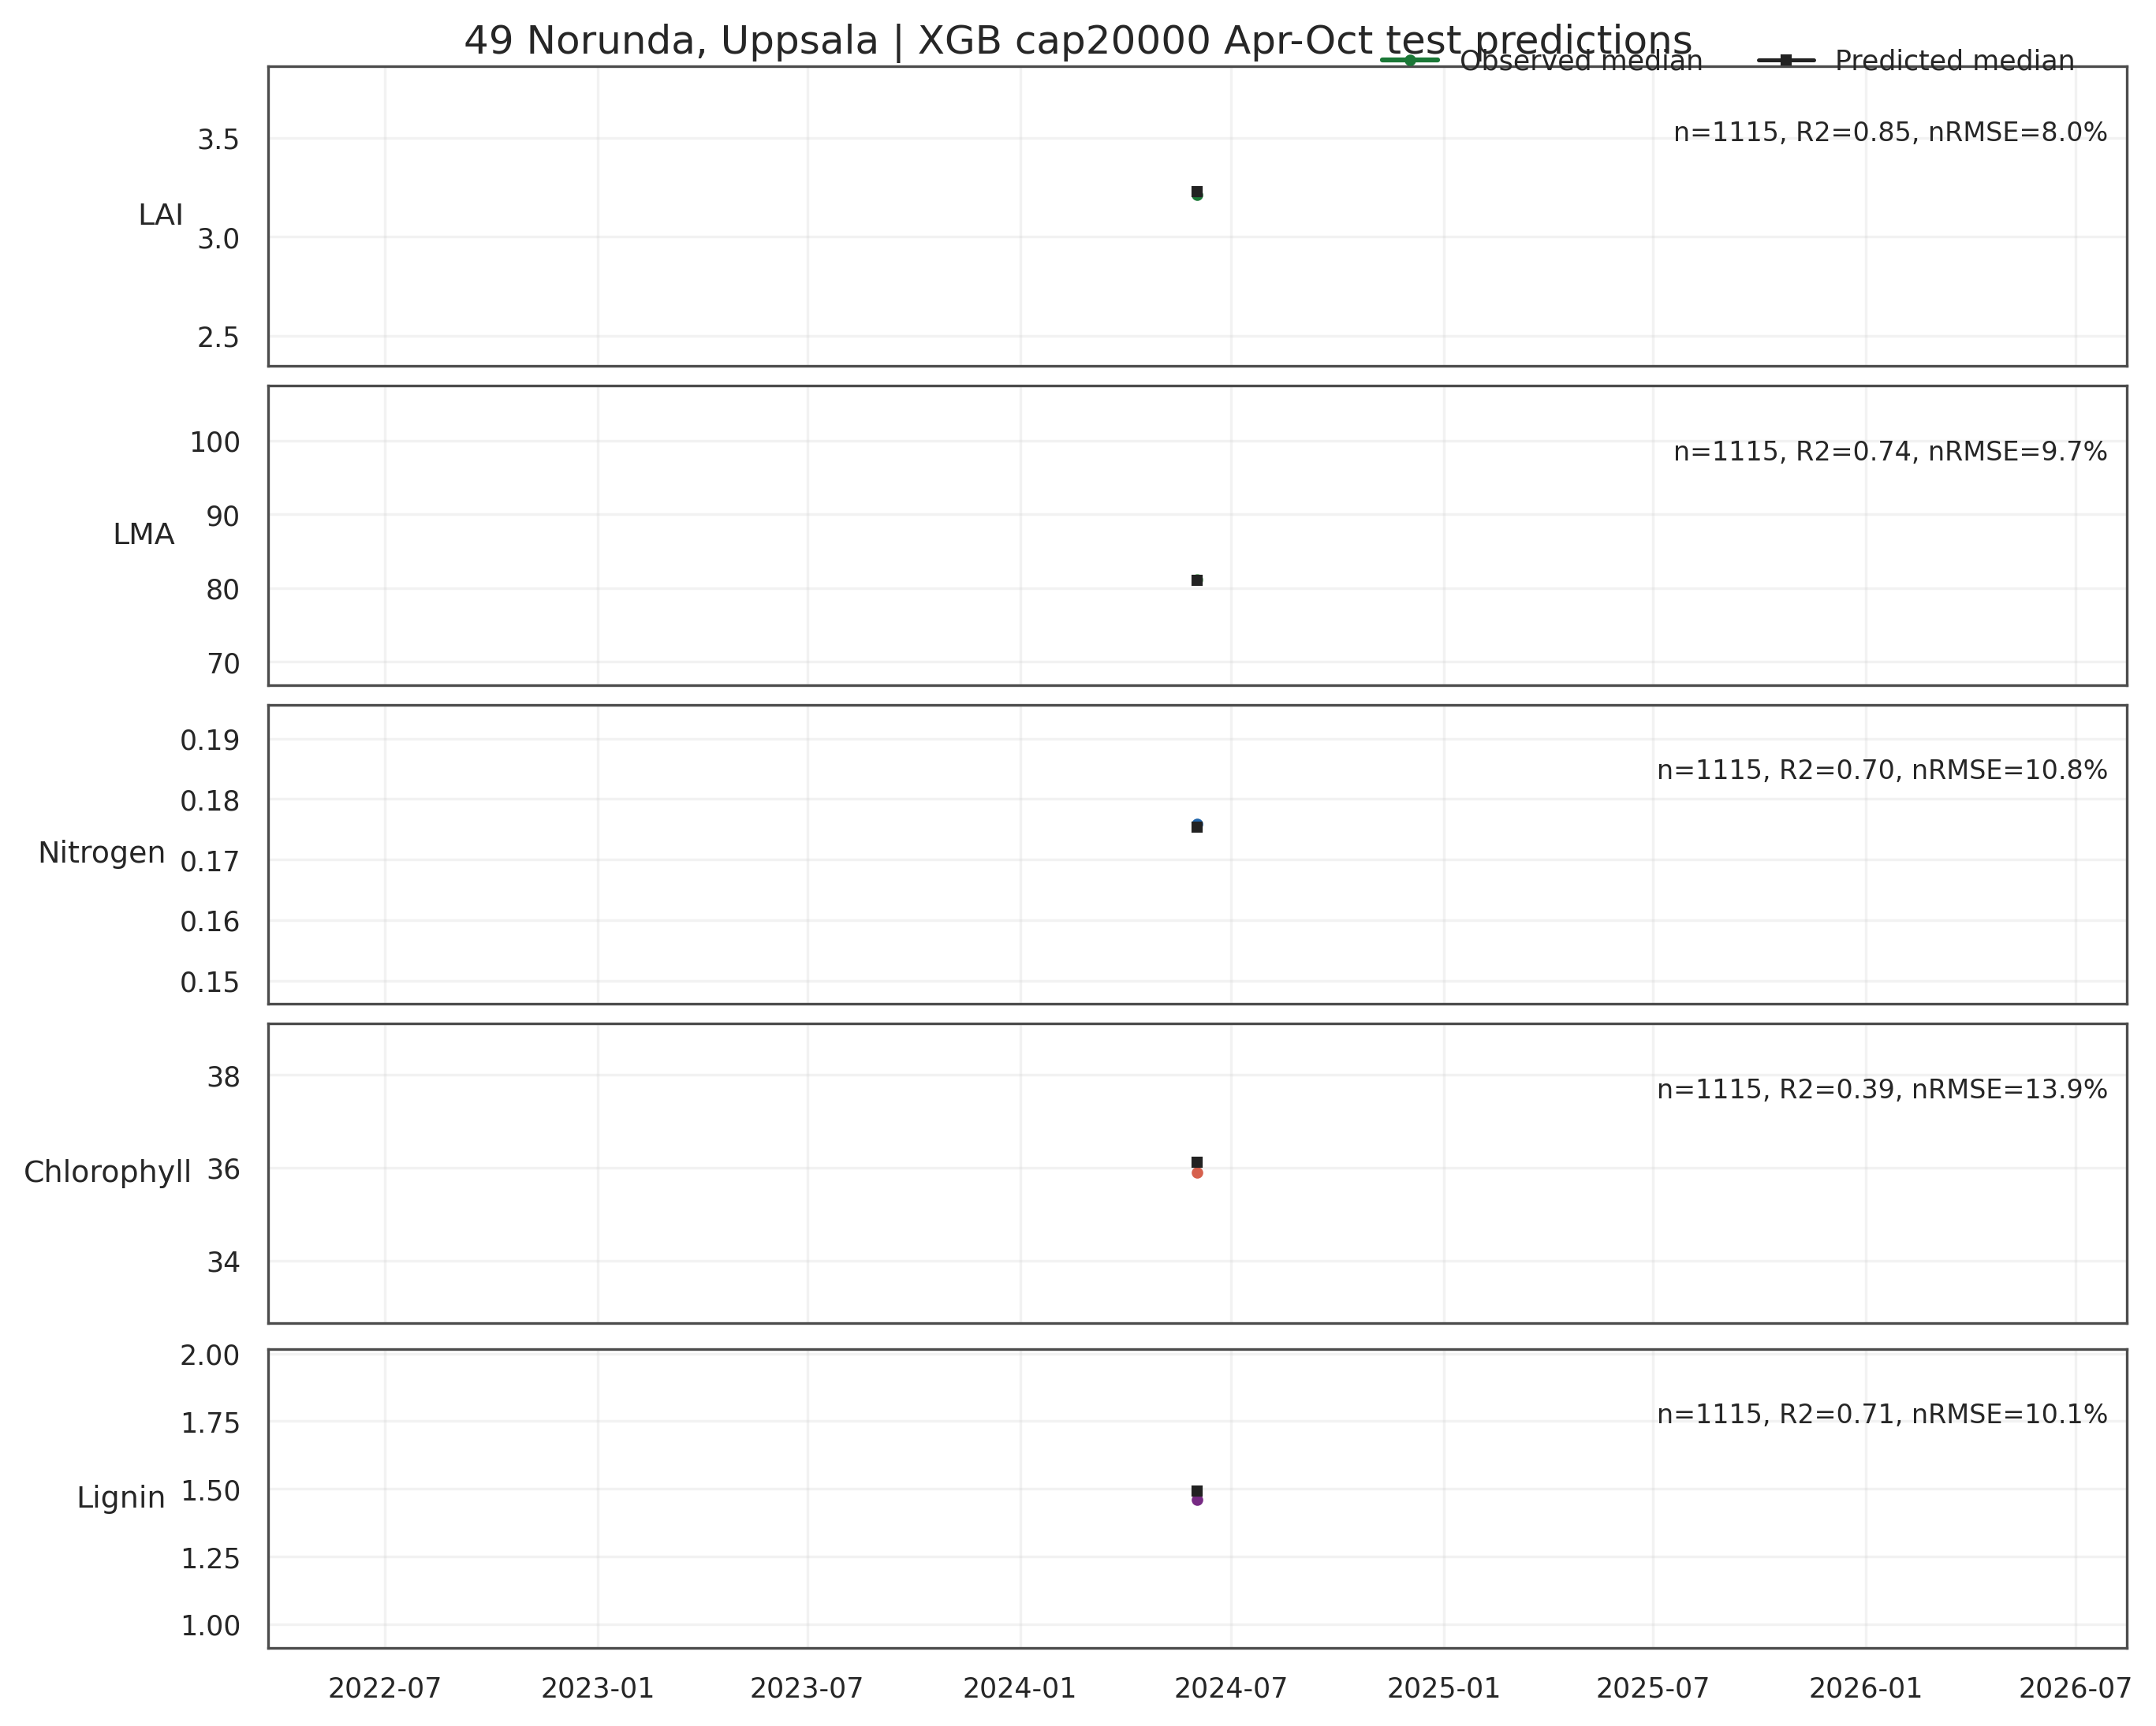 49 Norunda, Uppsala | XGB cap20000 Apr-Oct test predictions
Observed median
Predicted median
LAI
3.5
3.0
2.5
n=1115, R2=0.85, nRMSE=8.0%
LMA
100
90
80
70
n=1115, R2=0.74, nRMSE=9.7%
Nitrogen
0.19
0.18
0.17
0.16
0.15
n=1115, R2=0.70, nRMSE=10.8%
Chlorophyll
38
36
34
n=1115, R2=0.39, nRMSE=13.9%
Lignin
2.00
1.75
1.50
1.25
1.00
n=1115, R2=0.71, nRMSE=10.1%
2022-07 2023-01 2023-07 2024-01 2024-07 2025-01 2025-07 2026-01 2026-07